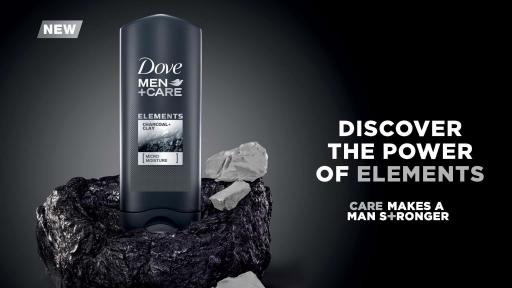 NEW
Dove
MEN
+CARE
ELEMENTS
CHARCOAL+
CLAY
MICRO
MOISTURE
DISCOVER
THE POWER
OF ELEMENTS
CARE MAKES A
MAN S+RONGER